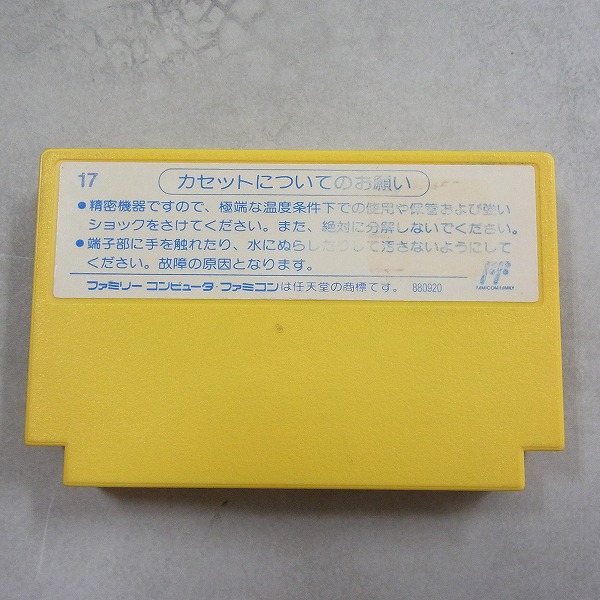 17
カセットについてのお願い
●精密機器ですので、極端な温度条件下での使用や保管および強い
ショックをさけてください。また、絶対に分解しないでください。
●端子部に手を触れたり、水にぬらしたりして汚さないようにして
ください。故障の原因となります。
ファミリー コンピュータ・ファミコンは任天堂の商標です。 880920
FAMICOM FAMILY